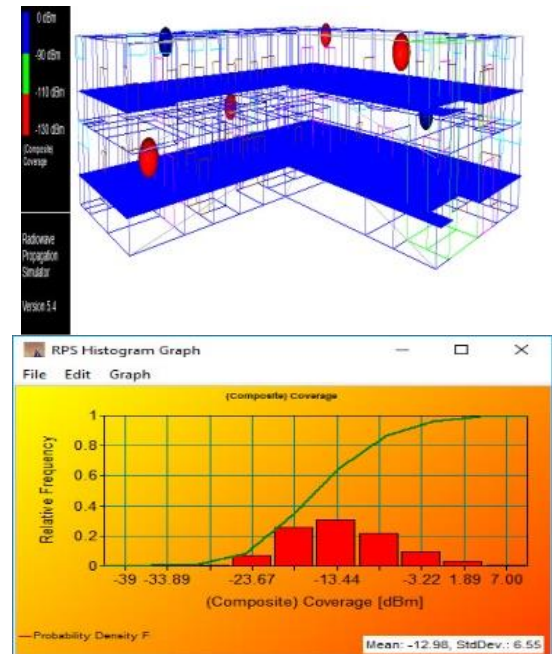 0 dBm
-90 dBm
-110 dBm
-130 dBm
(Composite)
Coverage
Radiowave
Propagation
Simulator
Version 5.4
RPS Histogram Graph
File Edit Graph
(Composite) Coverage
Relative Frequency
1
0.8
0.6
0.4
0.2
0
-39 -33.89 -23.67 -13.44 -3.22 1.89 7.00
(Composite) Coverage [dBm]
Probability Density F
Mean: -12.98, StdDev.: 6.55